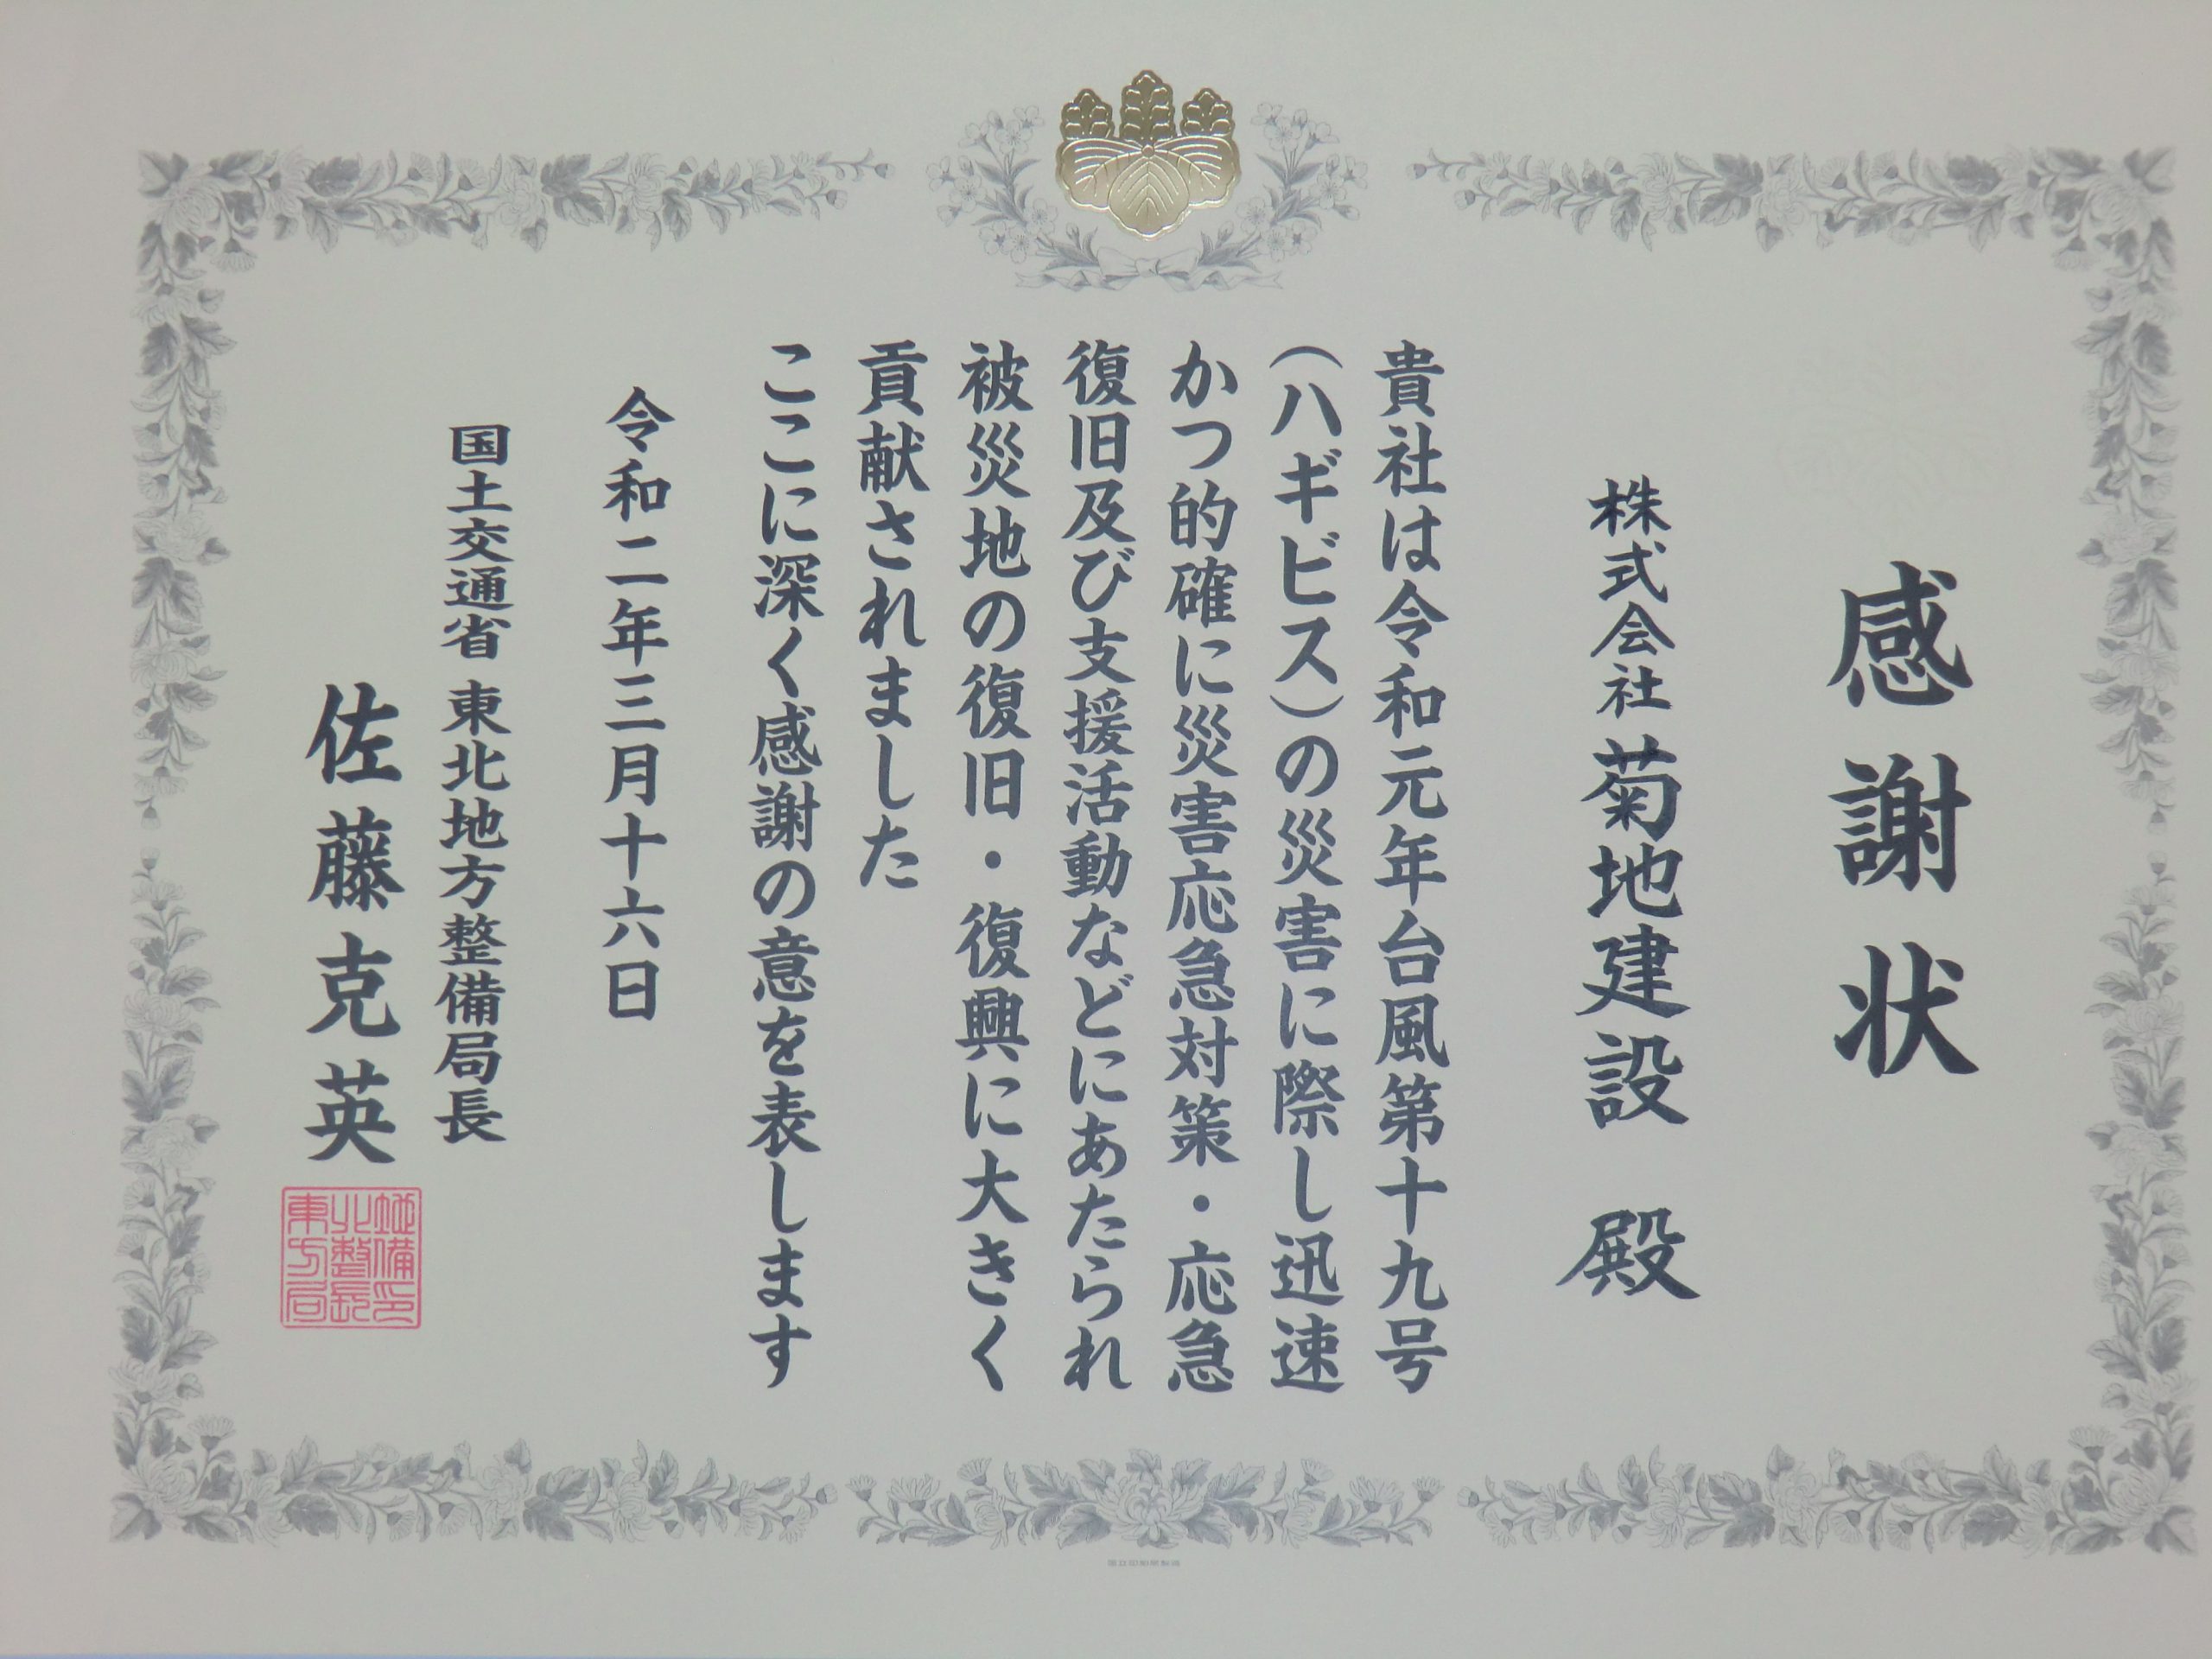 感謝状
株式会社 菊地建設 殿
貴社は令和元年台風第十九号
（ハギビス）の災害に際し迅速
かつ的確に災害応急対策・応急
復旧及び支援活動などにあたられ
被災地の復旧・復興に大きく
貢献されました
ここに深く感謝の意を表します
令和二年三月十六日
国土交通省 東北地方整備局長
佐藤克英